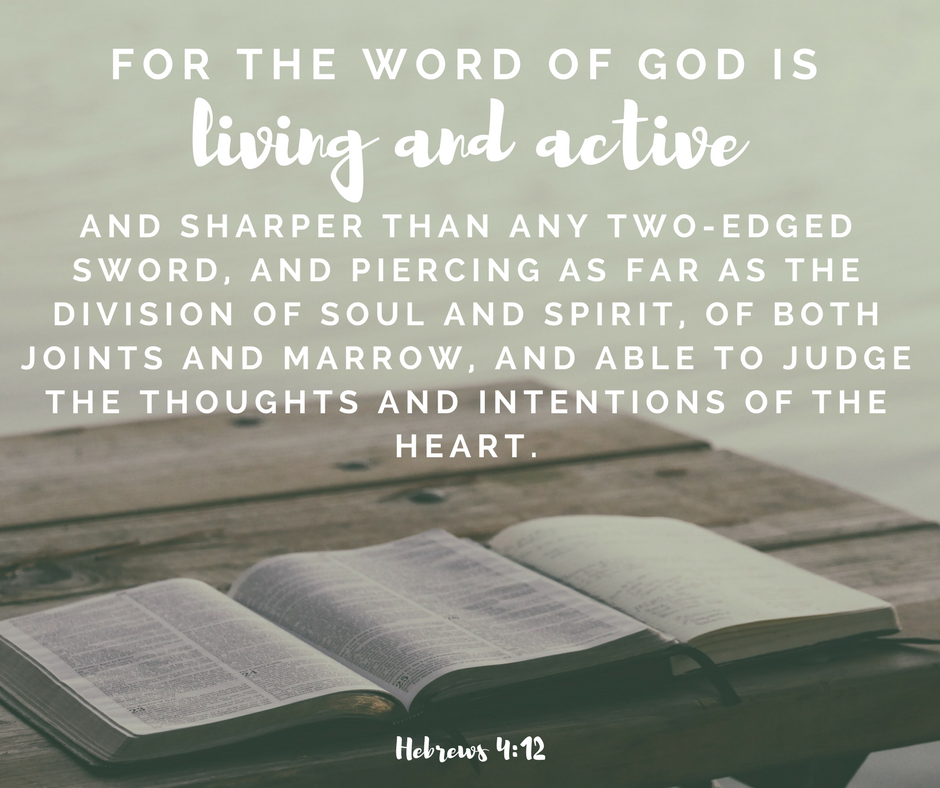 FOR THE WORD OF GOD IS
living and active
AND SHARPER THAN ANY TWO-EDGED
SWORD, AND PIERCING AS FAR AS THE
DIVISION OF SOUL AND SPIRIT, OF BOTH
JOINTS AND MARROW, AND ABLE TO JUDGE
THE THOUGHTS AND INTENTIONS OF THE
HEART.
Hebrews 4:12